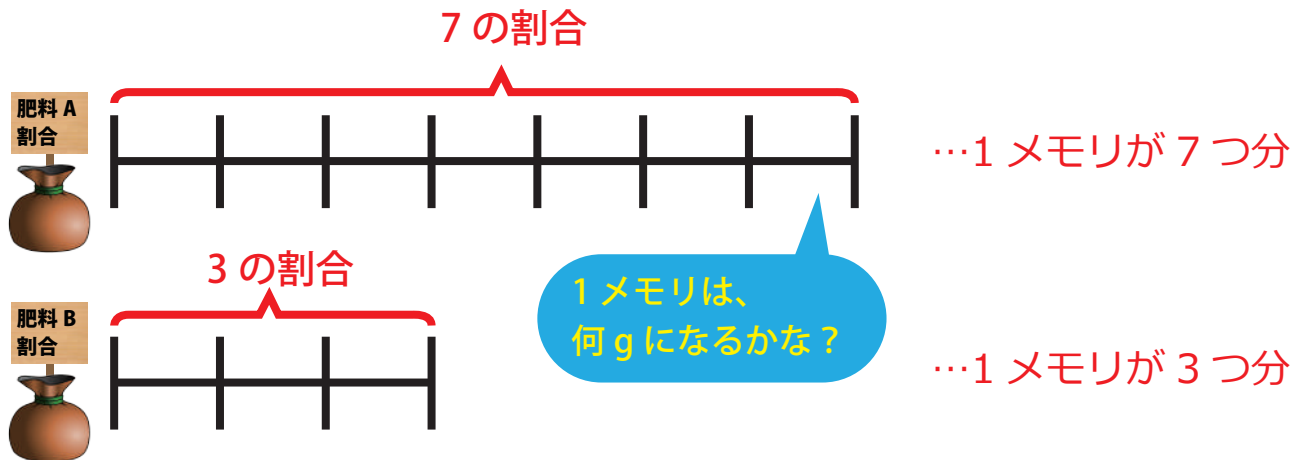 7 の割合
肥料 A
割合
…1 メモリが 7 つ分
3 の割合
1 メモリは、
何 g になるかな？
肥料 B
割合
…1 メモリが 3 つ分